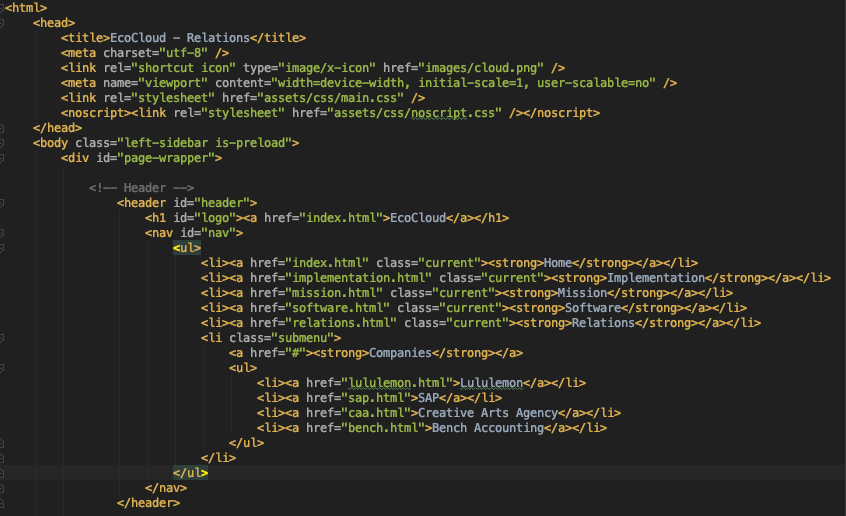 <html>
<head>
<title>EcoCloud - Relations</title>
<meta charset="utf-8" />
<link rel="shortcut icon" type="image/x-icon" href="images/cloud.png" />
<meta name="viewport" content="width=device-width, initial-scale=1, user-scalable=no" />
<link rel="stylesheet" href="assets/css/main.css" />
<noscript><link rel="stylesheet" href="assets/css/noscript.css" /></noscript>
</head>
<body class="left-sidebar is-preload">
<div id="page-wrapper">
<!-- Header -->
<header id="header">
<h1 id="logo"><a href="index.html">EcoCloud</a></h1>
<nav id="nav">
<ul>
<li><a href="index.html" class="current"><strong>Home</strong></a></li>
<li><a href="implementation.html" class="current"><strong>Implementation</strong></a></li>
<li><a href="mission.html" class="current"><strong>Mission</strong></a></li>
<li><a href="software.html" class="current"><strong>Software</strong></a></li>
<li><a href="relations.html" class="current"><strong>Relations</strong></a></li>
<li class="submenu">
<a href="#"><strong>Companies</strong></a>
<ul>
<li><a href="lululemon.html">Lululemon</a></li>
<li><a href="sap.html">SAP</a></li>
<li><a href="caa.html">Creative Arts Agency</a></li>
<li><a href="bench.html">Bench Accounting</a></li>
</ul>
</li>
</ul>
</nav>
</header>